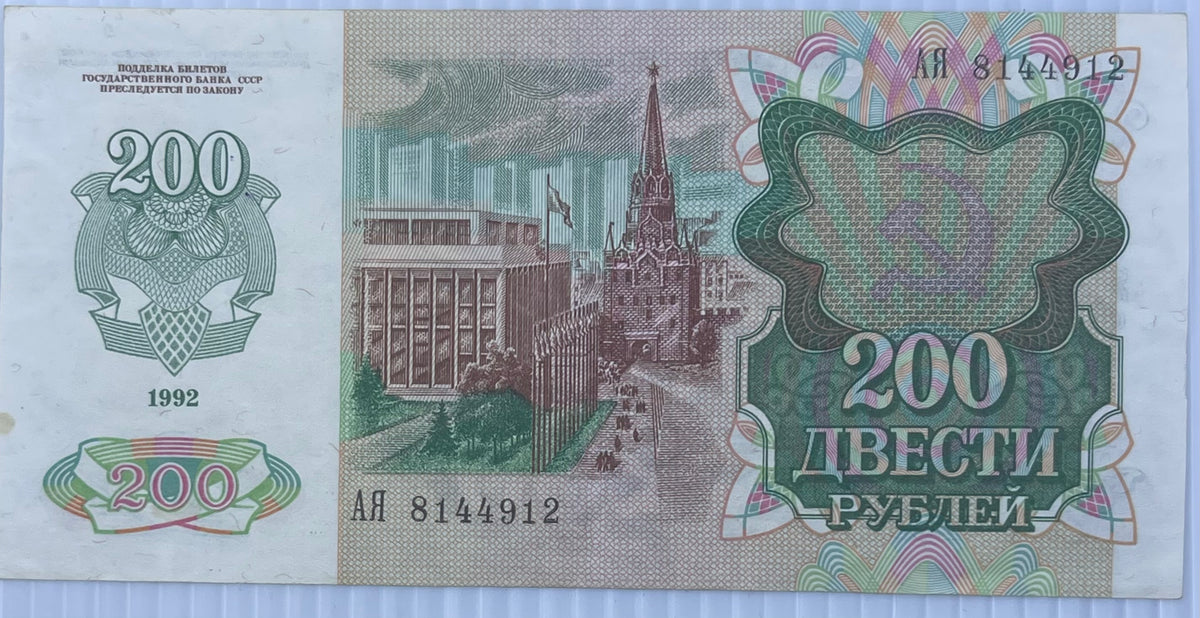 ПОДДЕЛКА БИЛЕТОВ
ГОСУДАРСТВЕННОГО БАНКА СССР
ПРЕСЛЕДУЕТСЯ ПО ЗАКОНУ
200
1992
200
АЯ 8144912
АЯ 8144912
200
ДВЕСТИ
РУБЛЕЙ